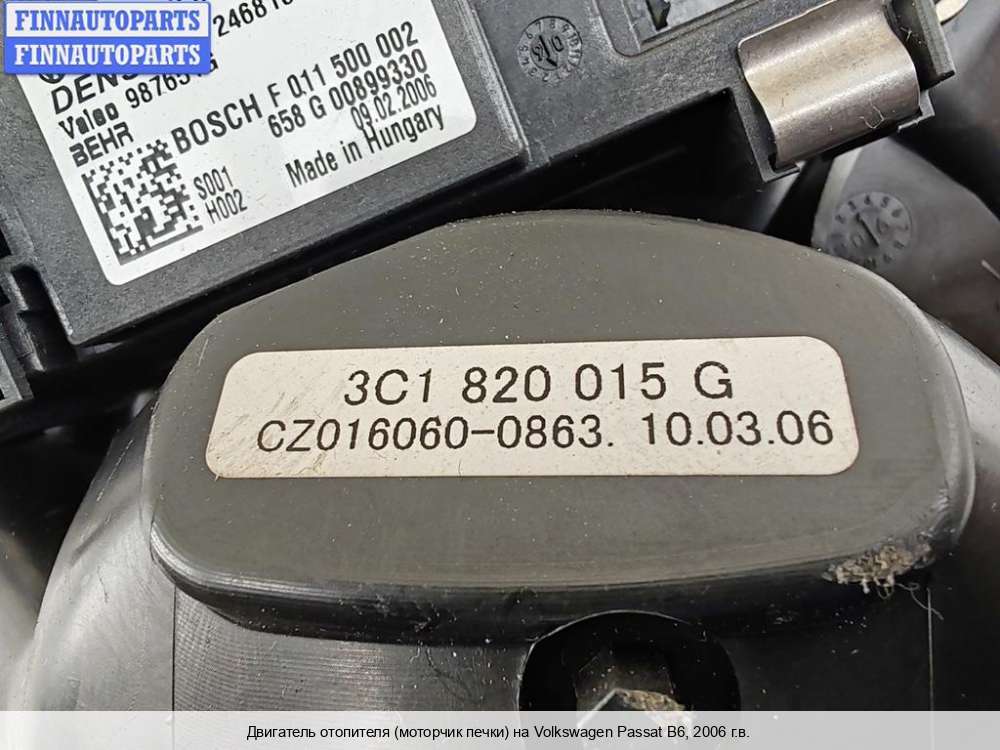 FINNAUTOPARTS
FINNAUTOPARTS
Valeo
BEHR
BOSCH F 011 500 002
658 G 00899330
09.02.2006
Made in Hungary
S001
H002
3C1 820 015 G
CZ016060-0863. 10.03.06
Двигатель отопителя (моторчик печки) на Volkswagen Passat B6, 2006 г.в.